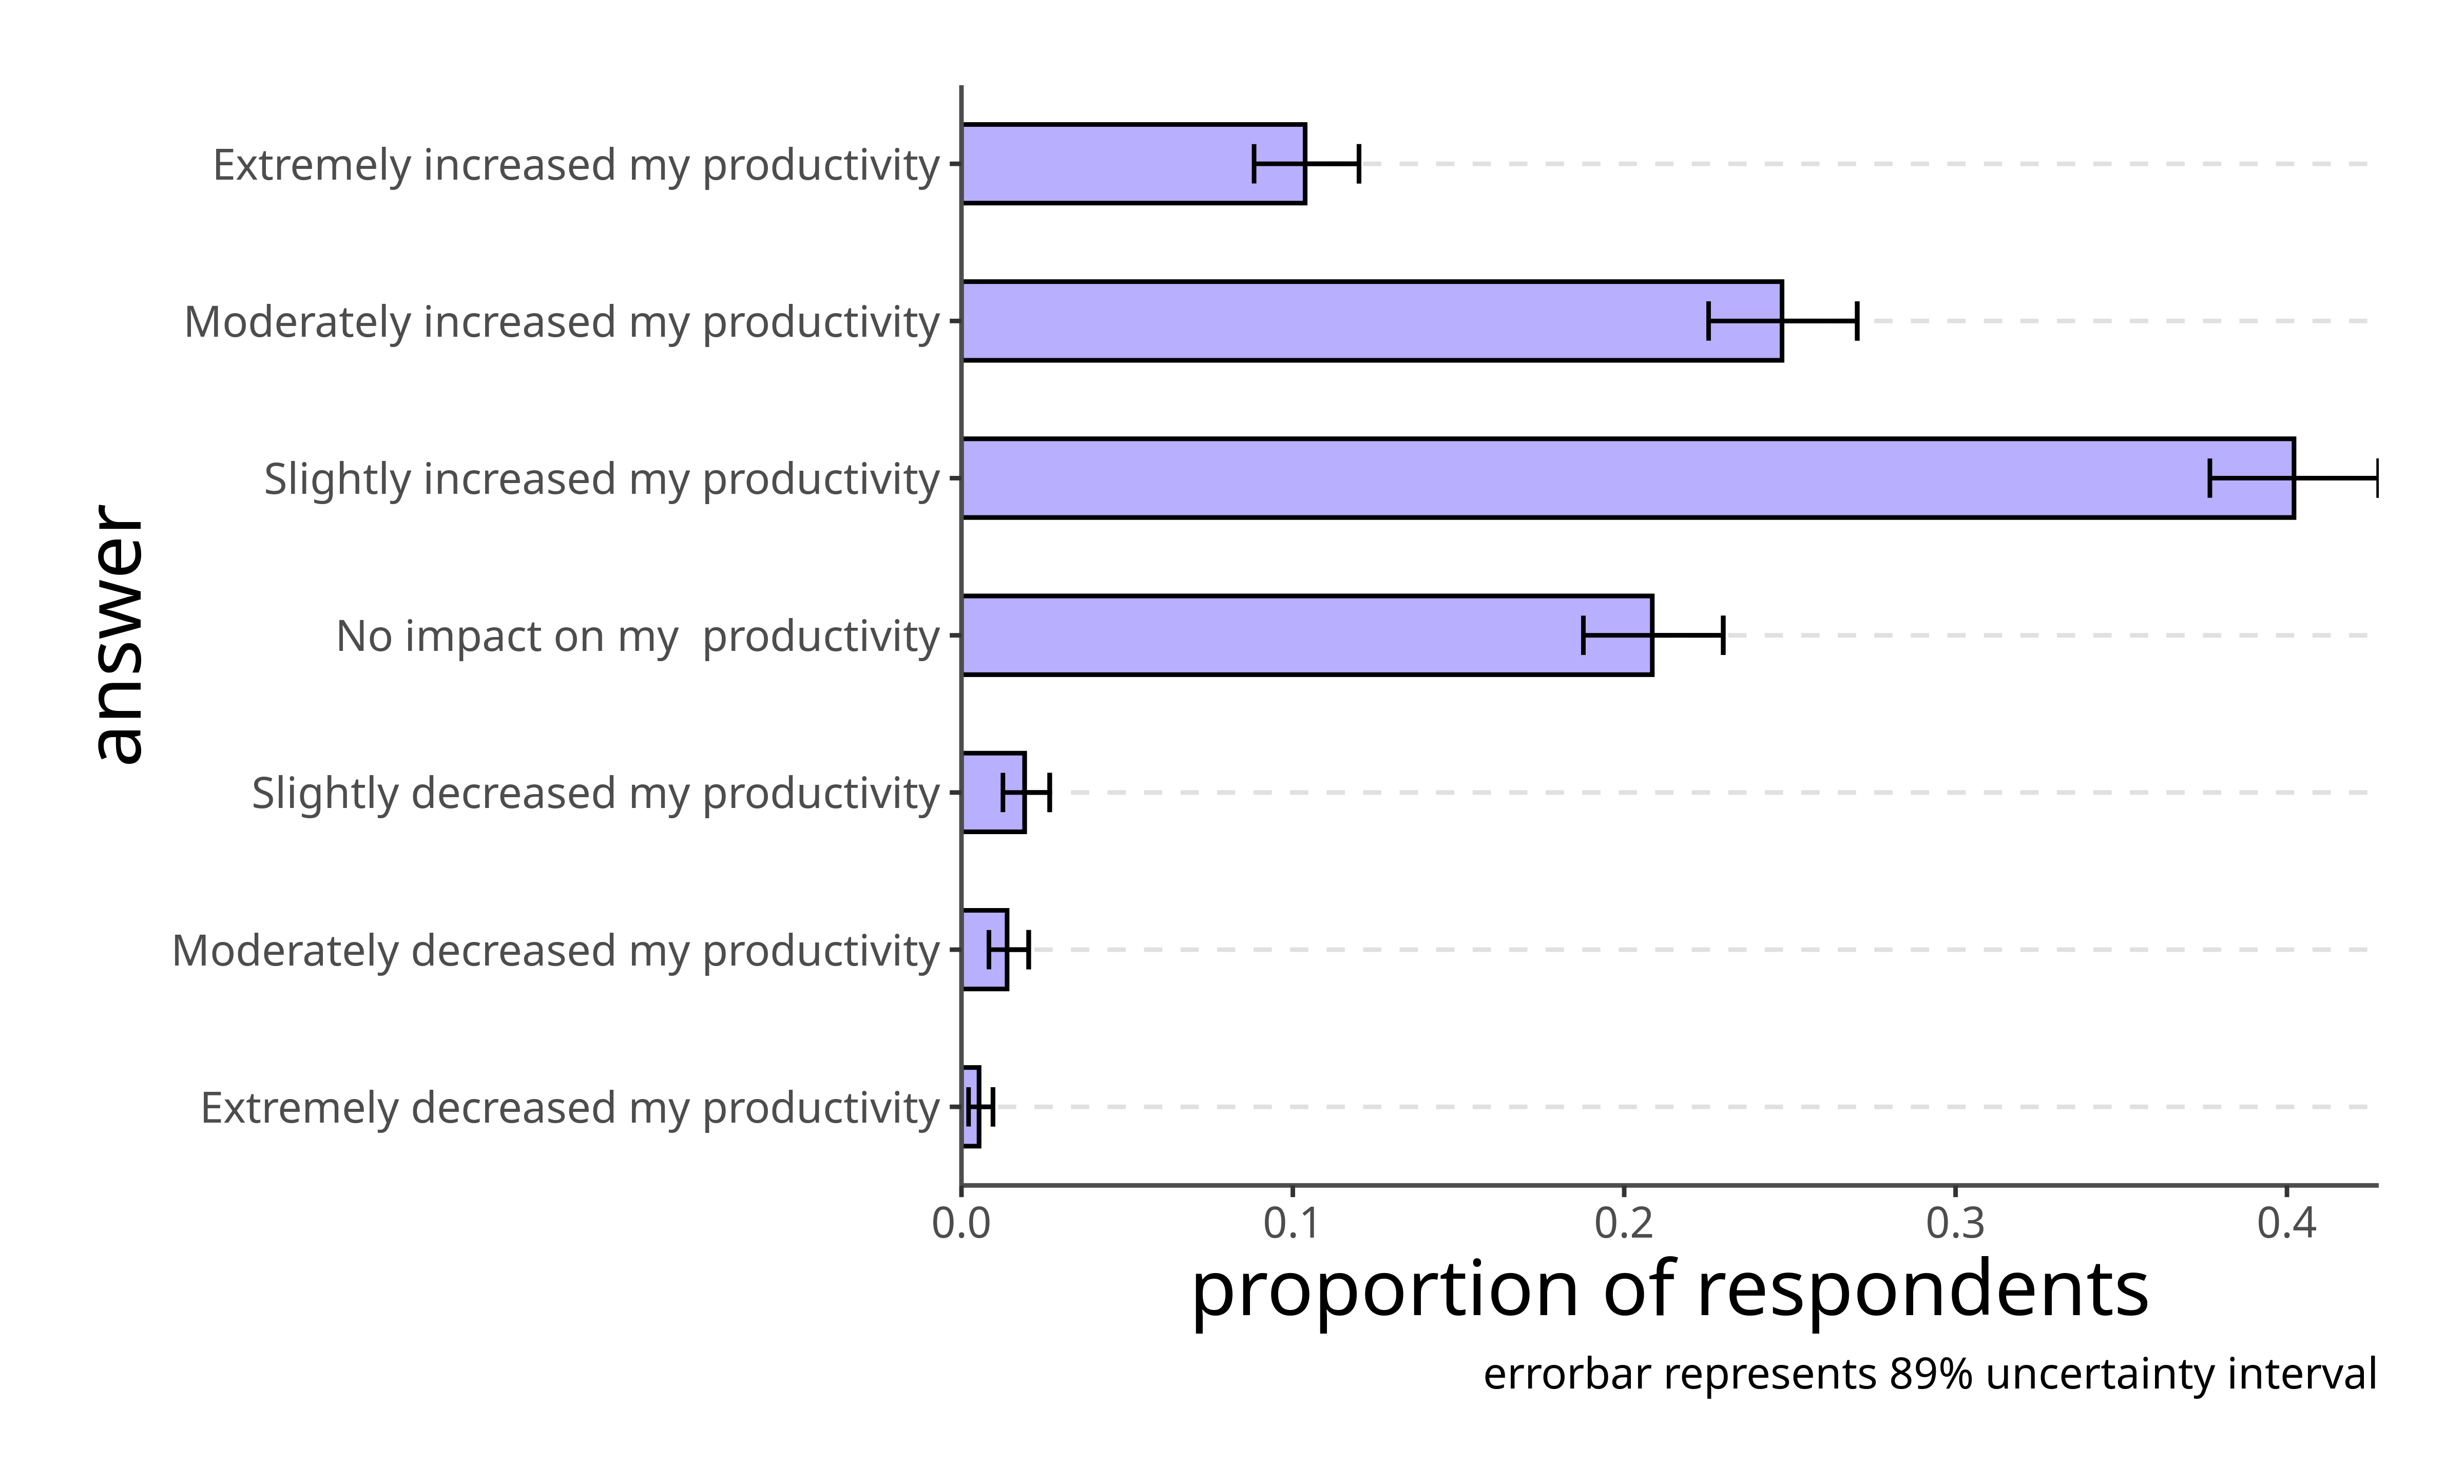 answer
Extremely increased my productivity
Moderately increased my productivity
Slightly increased my productivity
No impact on my  productivity
Slightly decreased my productivity
Moderately decreased my productivity
Extremely decreased my productivity
0.0 0.1 0.2 0.3 0.4
proportion of respondents
errorbar represents 89% uncertainty interval